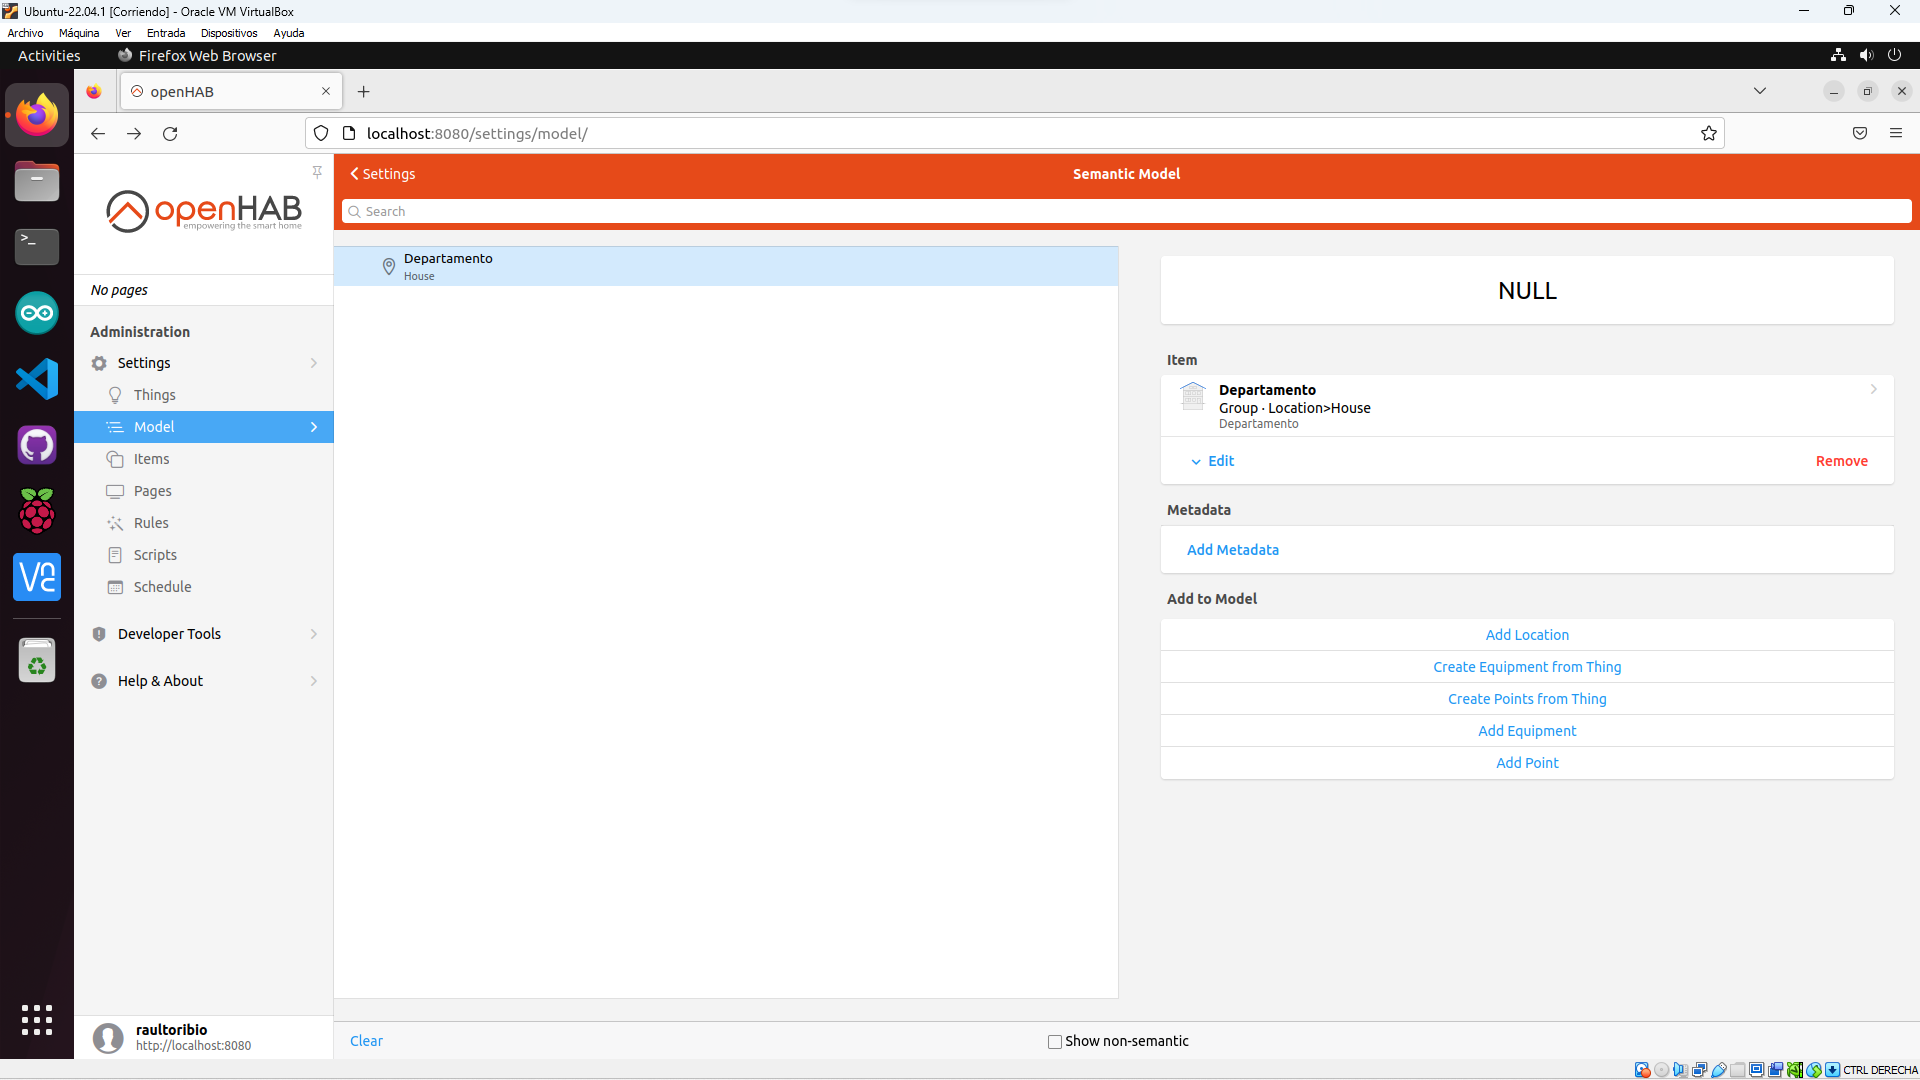 Ubuntu-22.04.1 [Corriendo] - Oracle VM VirtualBox
Archivo Máquina Ver Entrada Dispositivos Ayuda
Activities Firefox Web Browser
openHAB
localhost:8080/settings/model/
openHAB
empowering the smart home
No pages
Administration
Settings
Things
Model
Items
Pages
Rules
Scripts
Schedule
Developer Tools
Help & About
raultoribio
http://localhost:8080
Settings
Semantic Model
Search
Departamento
House
NULL
Item
Departamento
Group · Location>House
Departamento
Edit
Remove
Metadata
Add Metadata
Add to Model
Add Location
Create Equipment from Thing
Create Points from Thing
Add Equipment
Add Point
Clear
Show non-semantic
CTRL DERECHA